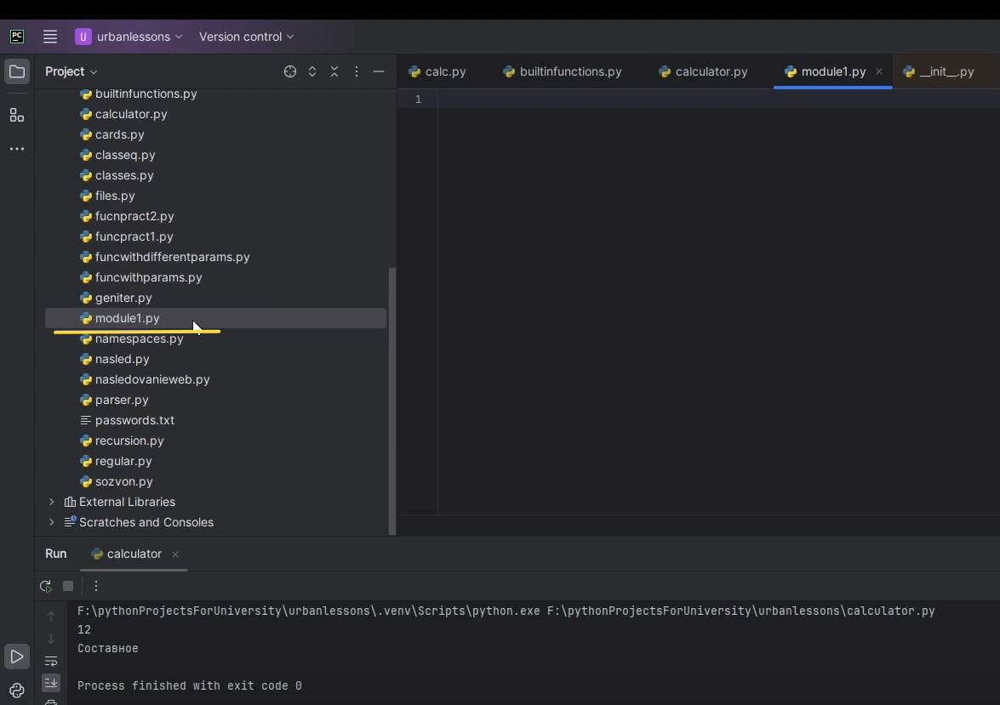 PC
U urbanlessons Version control
Project
calc.py builtinfunctions.py calculator.py module1.py __init__.py
1
builtinfunctions.py
calculator.py
cards.py
classeq.py
classes.py
files.py
fucnpract2.py
funcpract1.py
funcwithdifferentparams.py
funcwithparams.py
geniter.py
module1.py
namespaces.py
nasled.py
nasledovanieweb.py
parser.py
passwords.txt
recursion.py
regular.py
sozvon.py
External Libraries
Scratches and Consoles
Run calculator
F:\pythonProjectsForUniversity\urbanlessons\.venv\Scripts\python.exe F:\pythonProjectsForUniversity\urbanlessons\calculator.py
12
Составное
Process finished with exit code 0